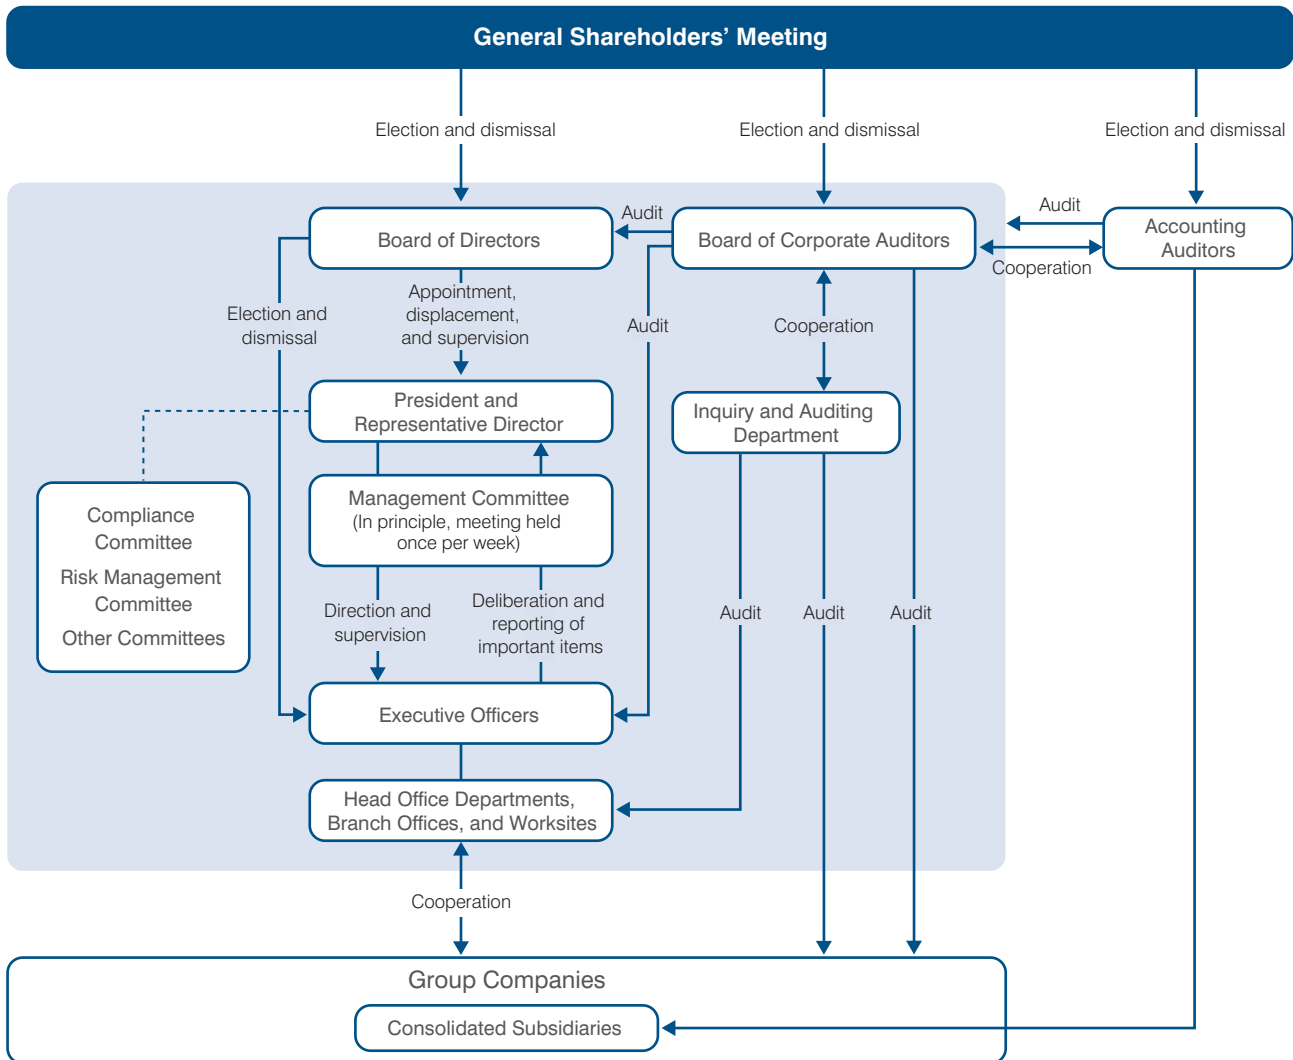 General Shareholders’ Meeting
Election and dismissal
Election and dismissal
Election and dismissal
Board of Directors
Audit
Board of Corporate Auditors
Audit
Cooperation
Accounting
Auditors
Election and
dismissal
Appointment,
displacement,
and supervision
Audit
Cooperation
President and
Representative Director
Inquiry and Auditing
Department
Management Committee
(In principle, meeting held
once per week)
Compliance
Committee
Risk Management
Committee
Other Committees
Direction and
supervision
Deliberation and
reporting of
important items
Audit
Audit
Audit
Executive Officers
Head Office Departments,
Branch Offices, and Worksites
Cooperation
Group Companies
Consolidated Subsidiaries